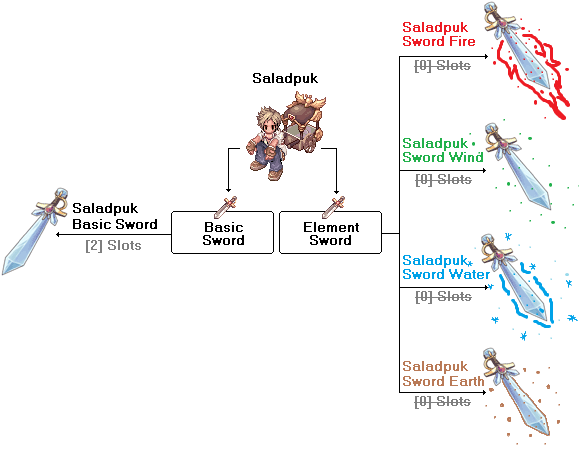 Saladpuk
Saladpuk
Basic Sword
[2] Slots
Basic
Sword
Element
Sword
Saladpuk
Sword Fire
[0] Slots
Saladpuk
Sword Wind
[0] Slots
Saladpuk
Sword Water
[0] Slots
Saladpuk
Sword Earth
[0] Slots